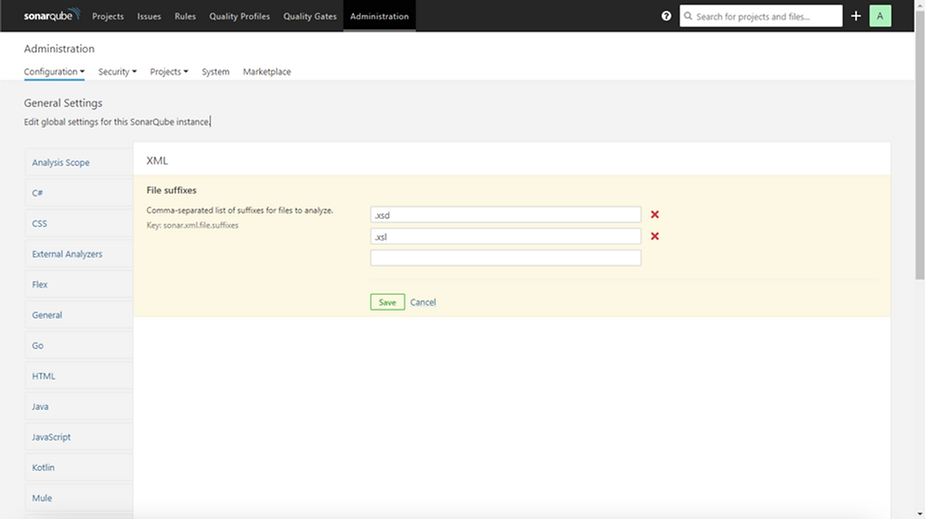 sonarqube Projects Issues Rules Quality Profiles Quality Gates Administration ? Search for projects and files... + A
Administration
Configuration Security Projects System Marketplace
General Settings
Edit global settings for this SonarQube instance.
Analysis Scope
C#
CSS
External Analyzers
Flex
General
Go
HTML
Java
JavaScript
Kotlin
Mule
XML
File suffixes
Comma-separated list of suffixes for files to analyze.
Key: sonar.xml.file.suffixes
.xsd
.xsl
Save Cancel